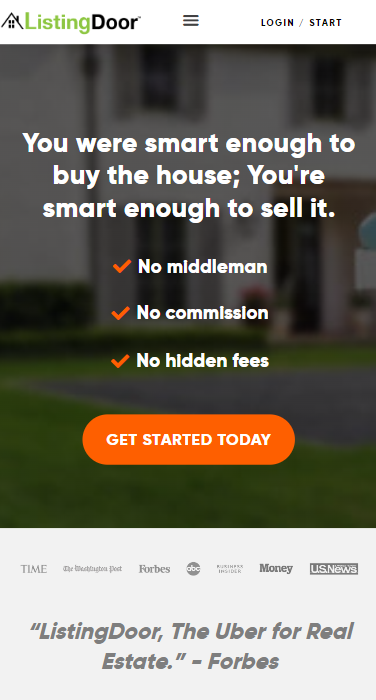 ListingDoor™
LOGIN / START
You were smart enough to
buy the house; You're
smart enough to sell it.
No middleman
No commission
No hidden fees
GET STARTED TODAY
TIME The Washington Post Forbes abc BUSINESS INSIDER Money U.S.News
“ListingDoor, The Uber for Real
Estate.” - Forbes